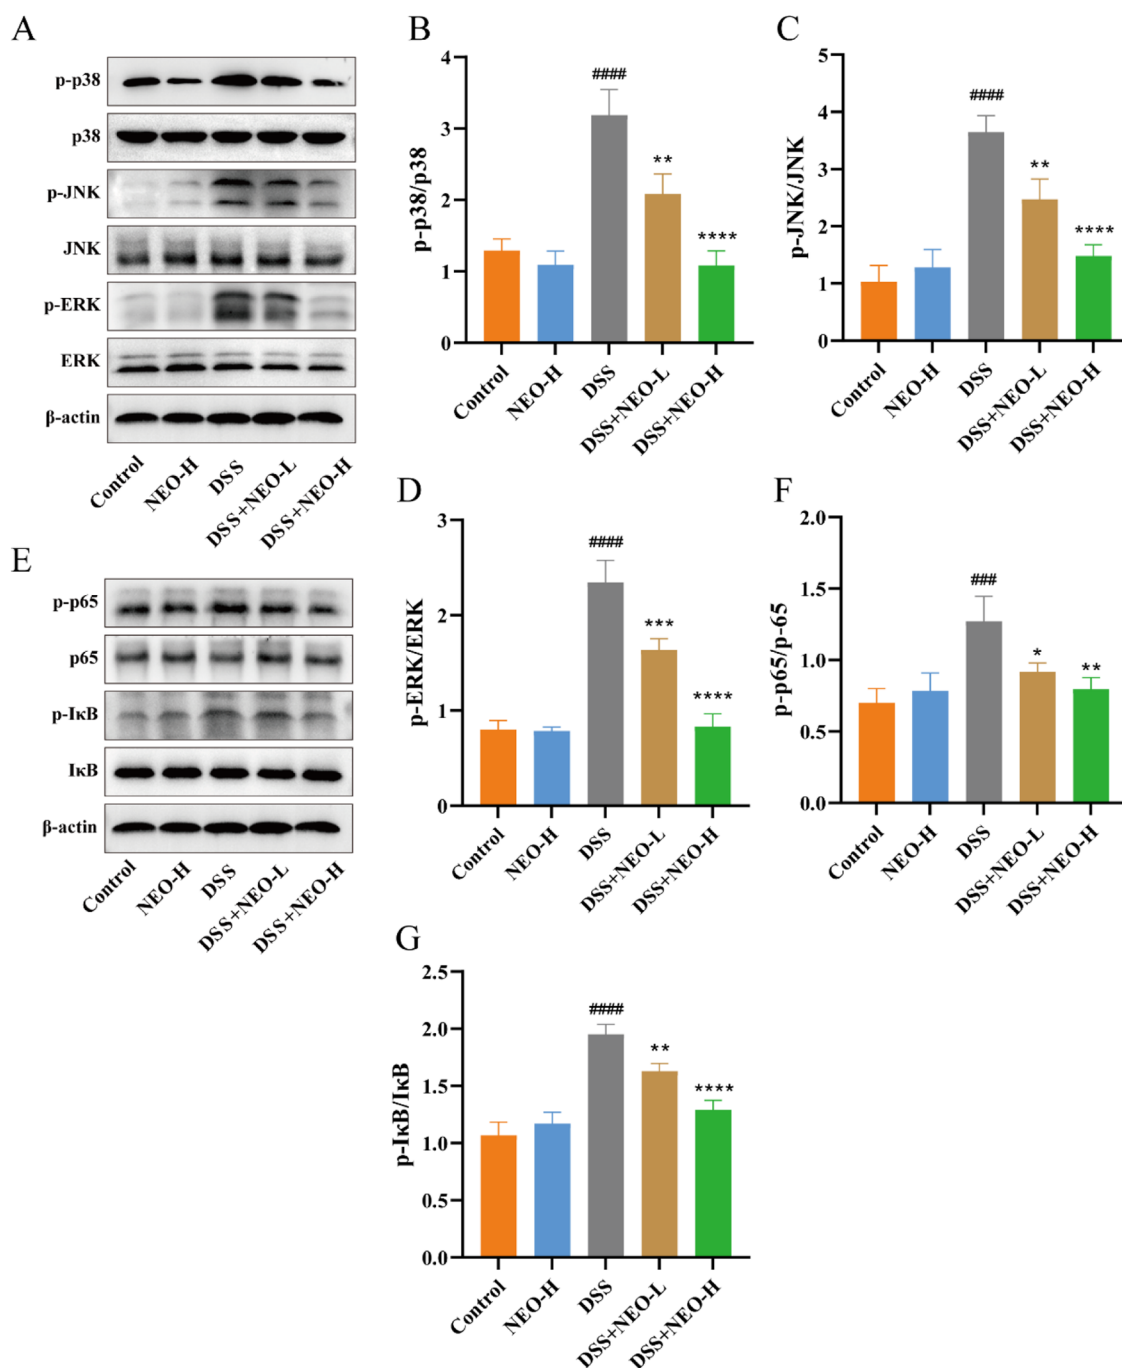 A
p-p38
p38
p-JNK
JNK
p-ERK
ERK
β-actin
Control
NEO-H
DSS
DSS+NEO-L
DSS+NEO-H
B
p-p38/p38
4
3
2
1
0
####
**
****
Control
NEO-H
DSS
DSS+NEO-L
DSS+NEO-H
C
p-JNK/JNK
5
4
3
2
1
0
####
**
****
Control
NEO-H
DSS
DSS+NEO-L
DSS+NEO-H
D
p-ERK/ERK
3
2
1
0
####
***
****
Control
NEO-H
DSS
DSS+NEO-L
DSS+NEO-H
E
p-p65
p65
p-IκB
IκB
β-actin
Control
NEO-H
DSS
DSS+NEO-L
DSS+NEO-H
F
p-p65/p-65
2.0
1.5
1.0
0.5
0.0
###
*
**
Control
NEO-H
DSS
DSS+NEO-L
DSS+NEO-H
G
p-IκB/IκB
2.5
2.0
1.5
1.0
0.5
0.0
####
**
****
Control
NEO-H
DSS
DSS+NEO-L
DSS+NEO-H